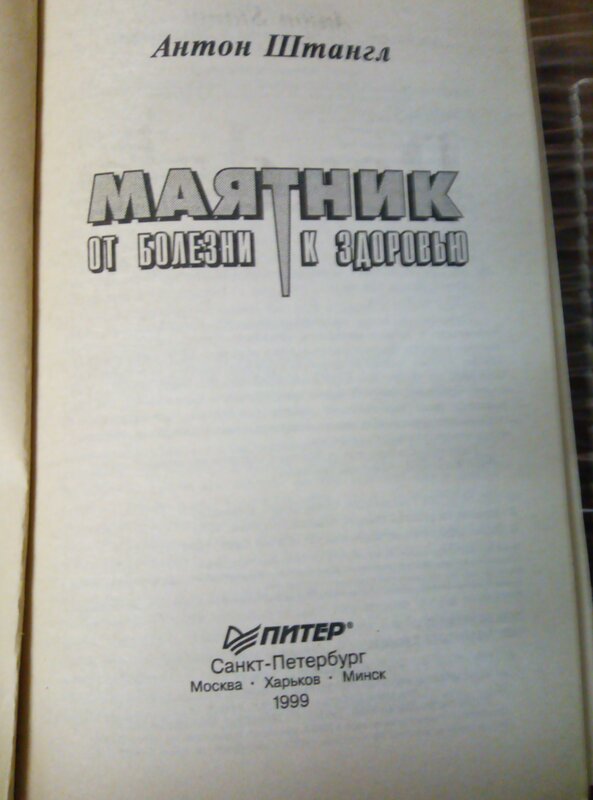 Антон Штангл
МАЯТНИК
ОТ БОЛЕЗНИ К ЗДОРОВЬЮ
ПИТЕР®
Санкт-Петербург
Москва · Харьков · Минск
1999